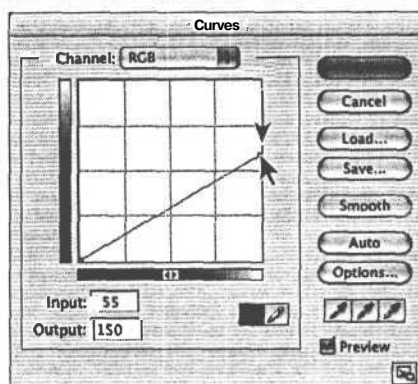 Curves
Channel: RGB
Cancel
Load...
Save...
Smooth
Auto
Options...
Input: 55
Output: 150
Preview